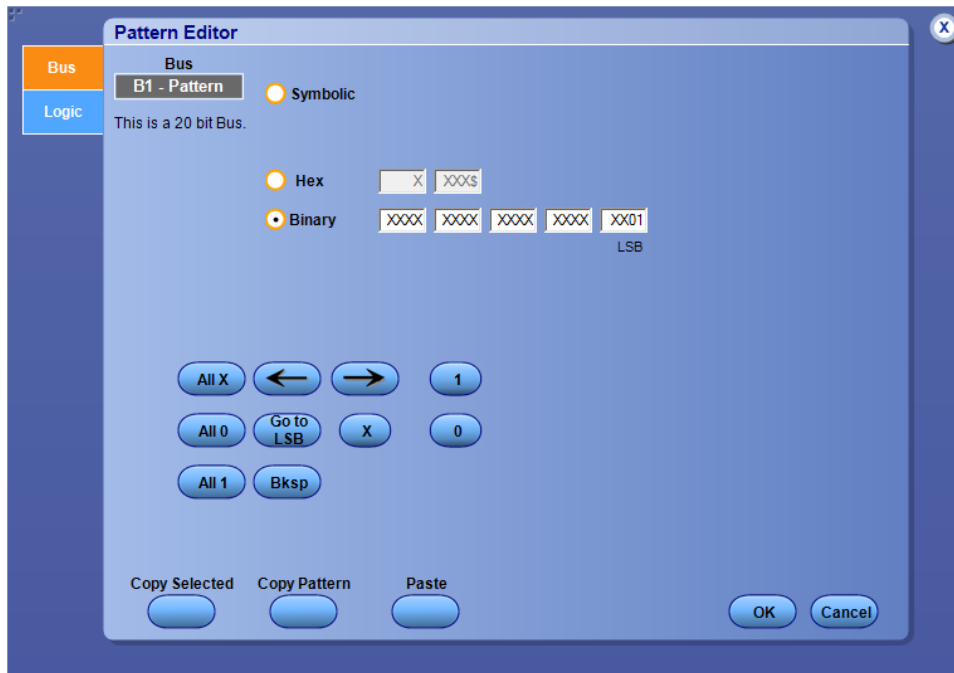 Pattern Editor
X
Bus
Logic
Bus
B1 - Pattern
This is a 20 bit Bus.
Symbolic
Hex X XXX$
Binary XXXX XXXX XXXX XXXX XX01
LSB
All X 1
All 0 Go to LSB X 0
All 1 Bksp
Copy Selected Copy Pattern Paste
OK Cancel